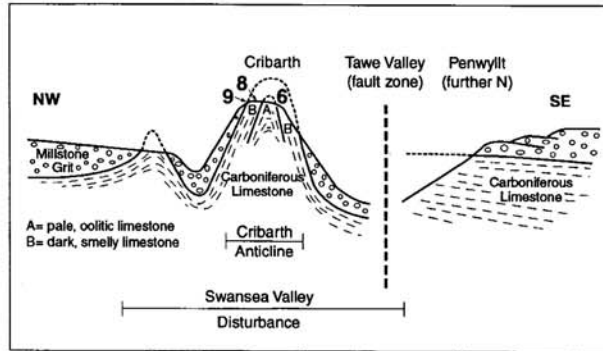 Cribarth
Tawe Valley
(fault zone)
Penwyllt
(further N)
NW
8
9
6
SE
B
A
B
Millstone
Grit
Carboniferous
Limestone
Carboniferous
Limestone
A= pale, oolitic limestone
B= dark, smelly limestone
Cribarth
Anticline
Swansea Valley
Disturbance